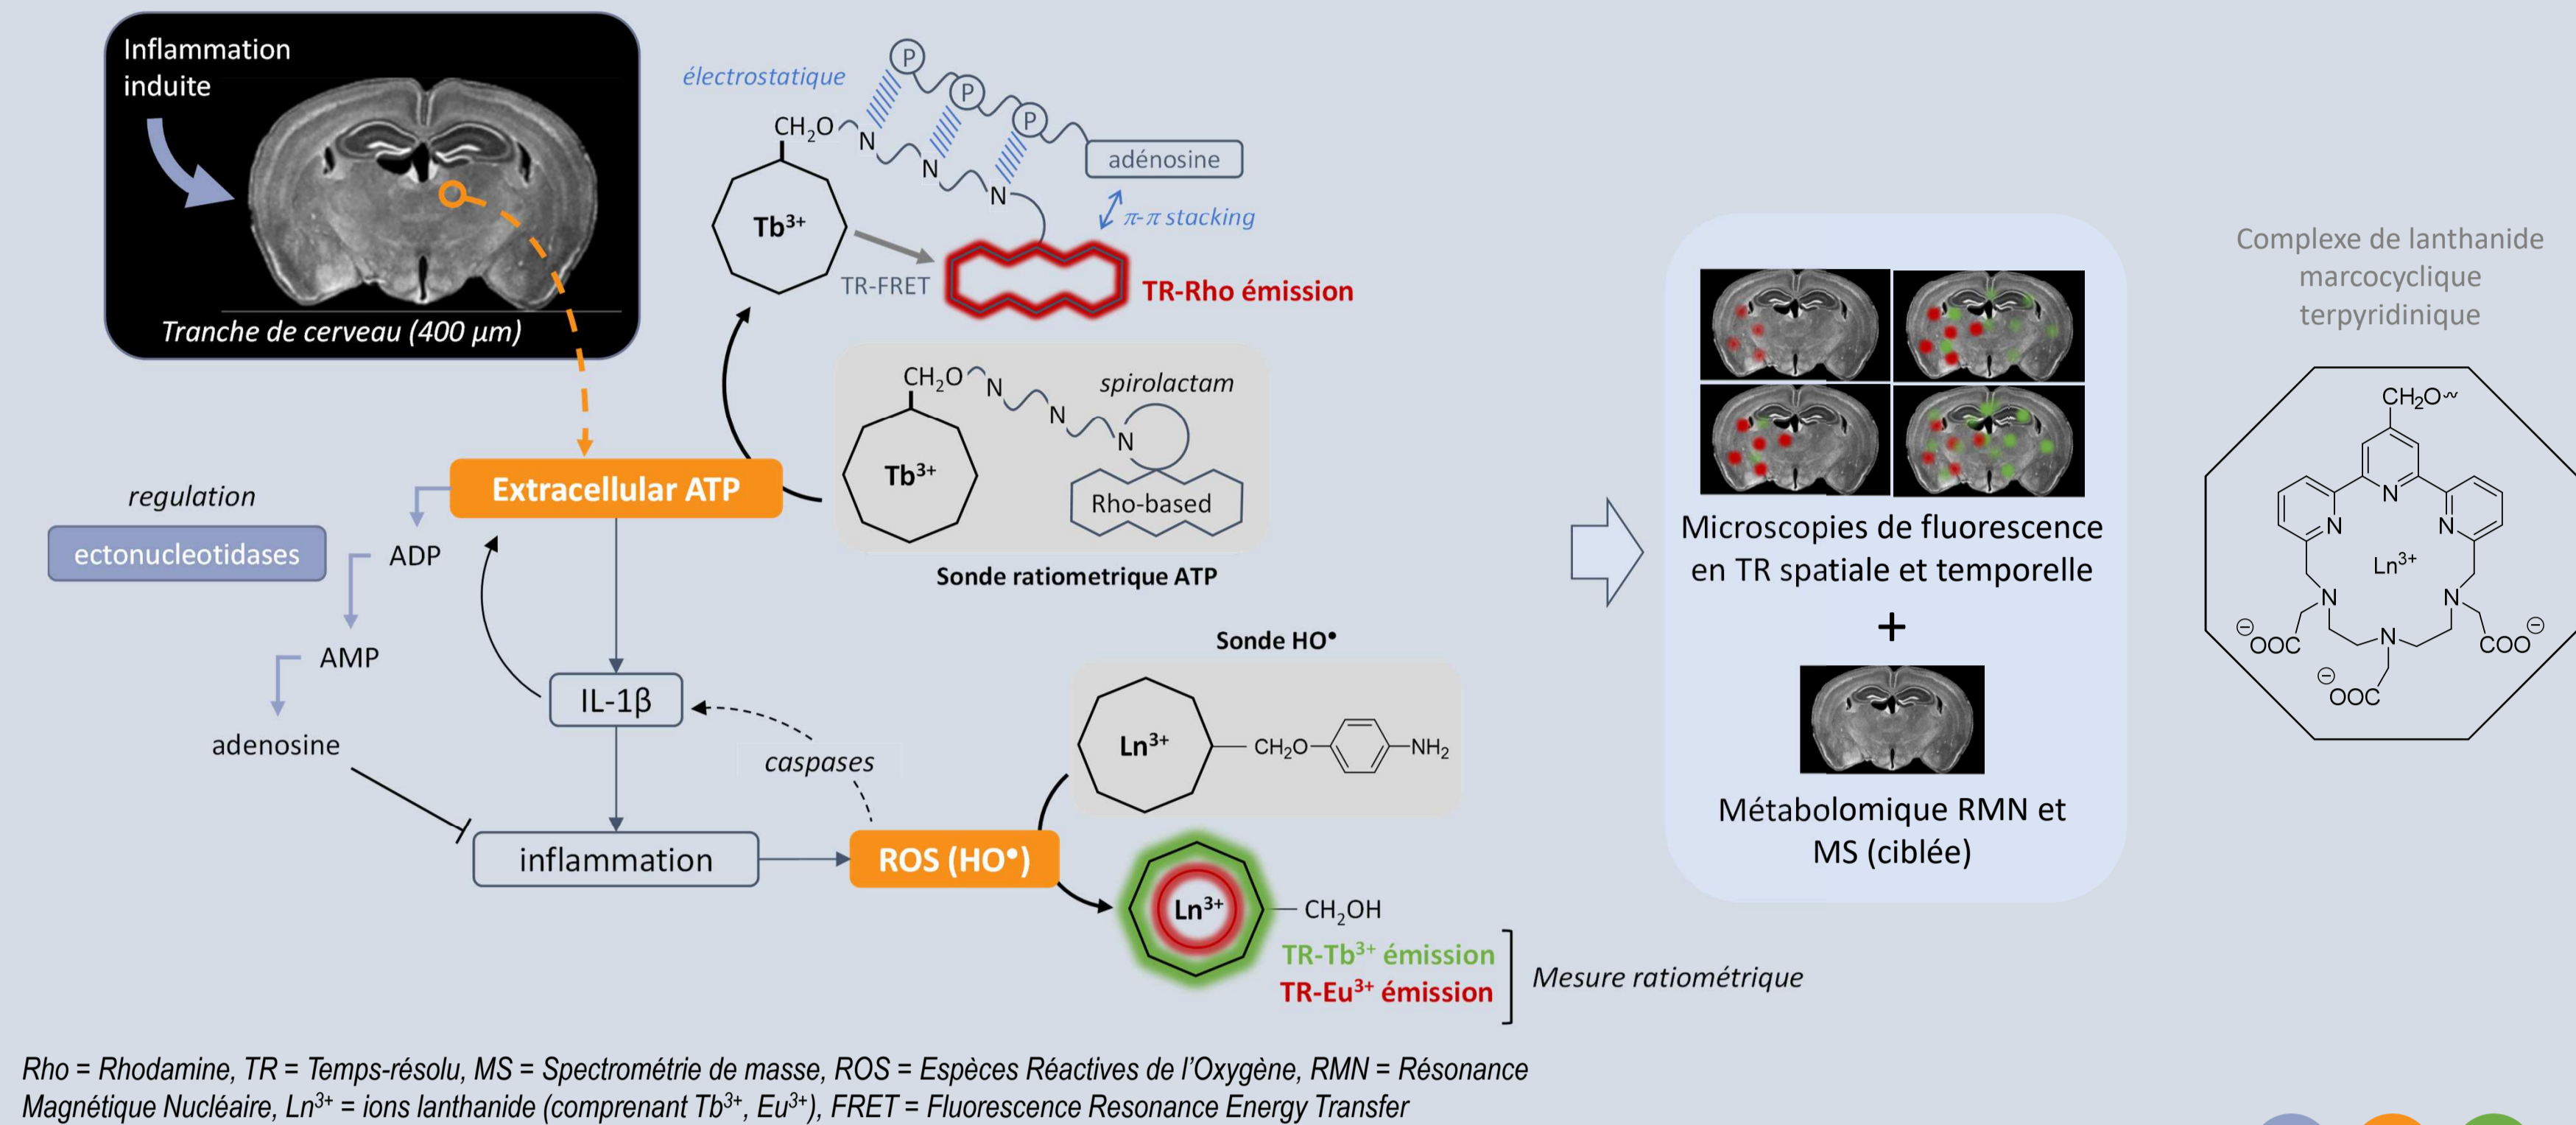 Inflammation
induite
Tranche de cerveau (400 µm)
électrostatique
P
P
P
CH₂O
N
N
N
adénosine
π-π stacking
Tb³⁺
TR-FRET
TR-Rho émission
CH₂O
N
N
N
spirolactam
Tb³⁺
Rho-based
Sonde ratiometrique ATP
Extracellular ATP
regulation
ectonucleotidases
ADP
AMP
adenosine
IL-1β
caspases
inflammation
ROS (HO•)
Sonde HO•
Ln³⁺
CH₂O
NH₂
Ln³⁺
CH₂OH
TR-Tb³⁺ émission
TR-Eu³⁺ émission
Mesure ratiométrique
Microscopies de fluorescence
en TR spatiale et temporelle
+
Métabolomique RMN et
MS (ciblée)
Complexe de lanthanide
marcocyclique
terpyridinique
CH₂O
N
N
N
Ln³⁺
N
N
N
⊖OOC
COO⊖
⊖OOC
Rho = Rhodamine, TR = Temps-résolu, MS = Spectrométrie de masse, ROS = Espèces Réactives de l'Oxygène, RMN = Résonance
Magnétique Nucléaire, Ln³⁺ = ions lanthanide (comprenant Tb³⁺, Eu³⁺), FRET = Fluorescence Resonance Energy Transfer